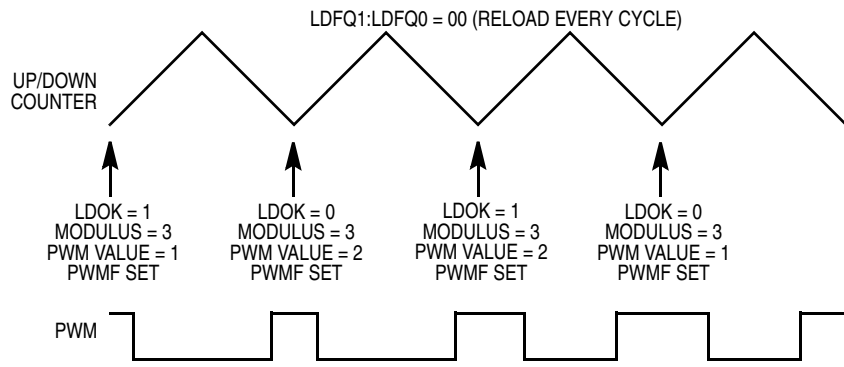 LDFQ1:LDFQ0 = 00 (RELOAD EVERY CYCLE)
UP/DOWN
COUNTER
LDOK = 1
MODULUS = 3
PWM VALUE = 1
PWMF SET
LDOK = 0
MODULUS = 3
PWM VALUE = 2
PWMF SET
LDOK = 1
MODULUS = 3
PWM VALUE = 2
PWMF SET
LDOK = 0
MODULUS = 3
PWM VALUE = 1
PWMF SET
PWM